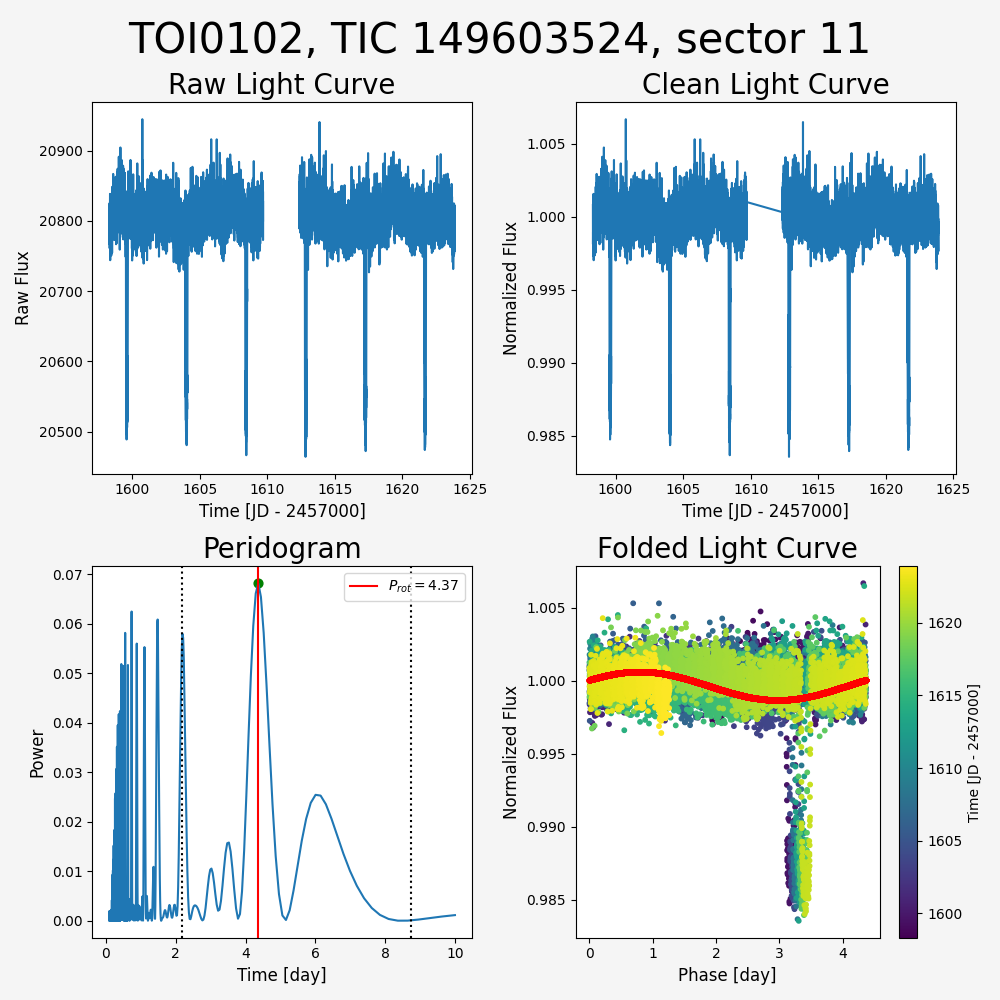 TOI0102, TIC 149603524, sector 11
Raw Light Curve
Clean Light Curve
Raw Flux
20900
20800
20700
20600
20500
1600 1605 1610 1615 1620 1625
Time [JD - 2457000]
Normalized Flux
1.005
1.000
0.995
0.990
0.985
1600 1605 1610 1615 1620 1625
Time [JD - 2457000]
Peridogram
Folded Light Curve
Power
0.07
0.06
0.05
0.04
0.03
0.02
0.01
0.00
0 2 4 6 8 10
Time [day]
P_rot = 4.37
Normalized Flux
1.005
1.000
0.995
0.990
0.985
0 1 2 3 4
Phase [day]
1620
1615
1610
1605
1600
Time [JD - 2457000]